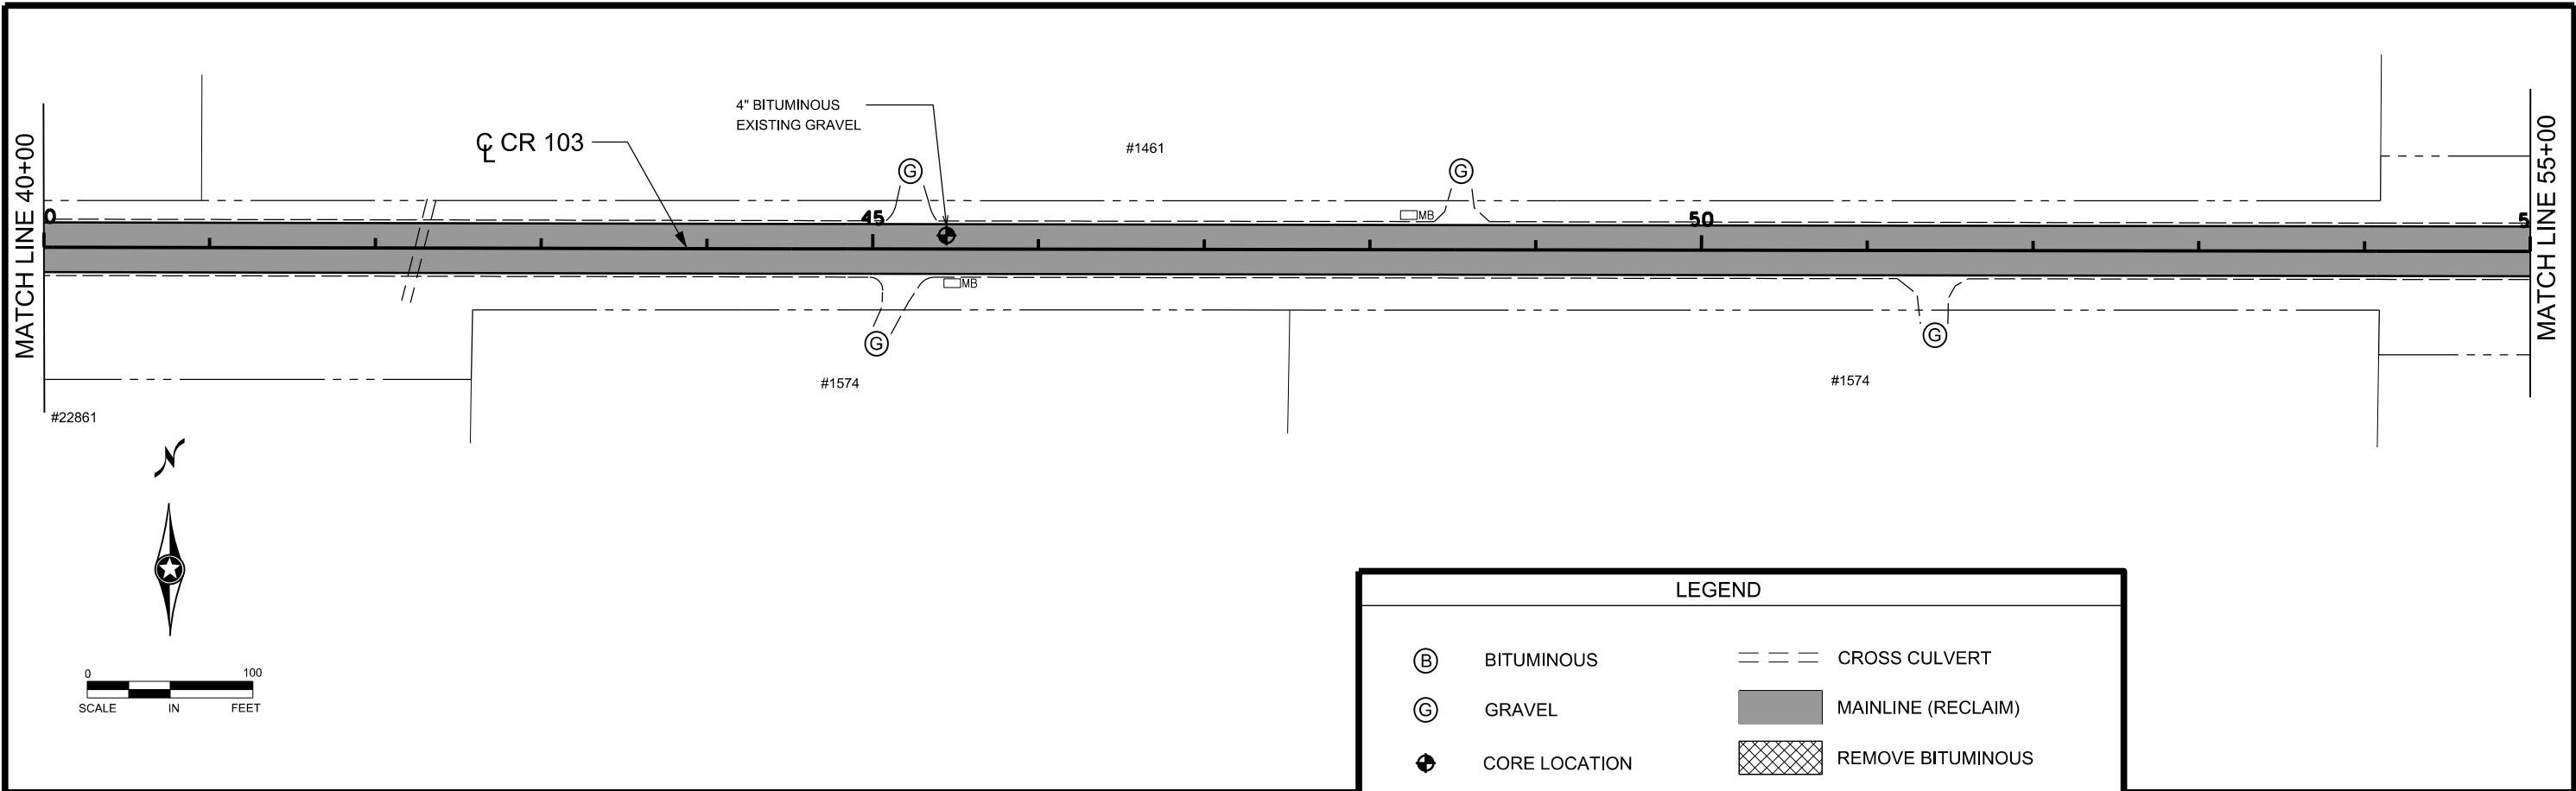 MATCH LINE 40+00
4" BITUMINOUS
EXISTING GRAVEL
CL CR 103
#1461
MATCH LINE 55+00
G
G
0
45
MB
50
5
MB
G
G
#1574
#1574
#22861
N
0 100
SCALE IN FEET
LEGEND
B BITUMINOUS
CROSS CULVERT
G GRAVEL
MAINLINE (RECLAIM)
CORE LOCATION
REMOVE BITUMINOUS